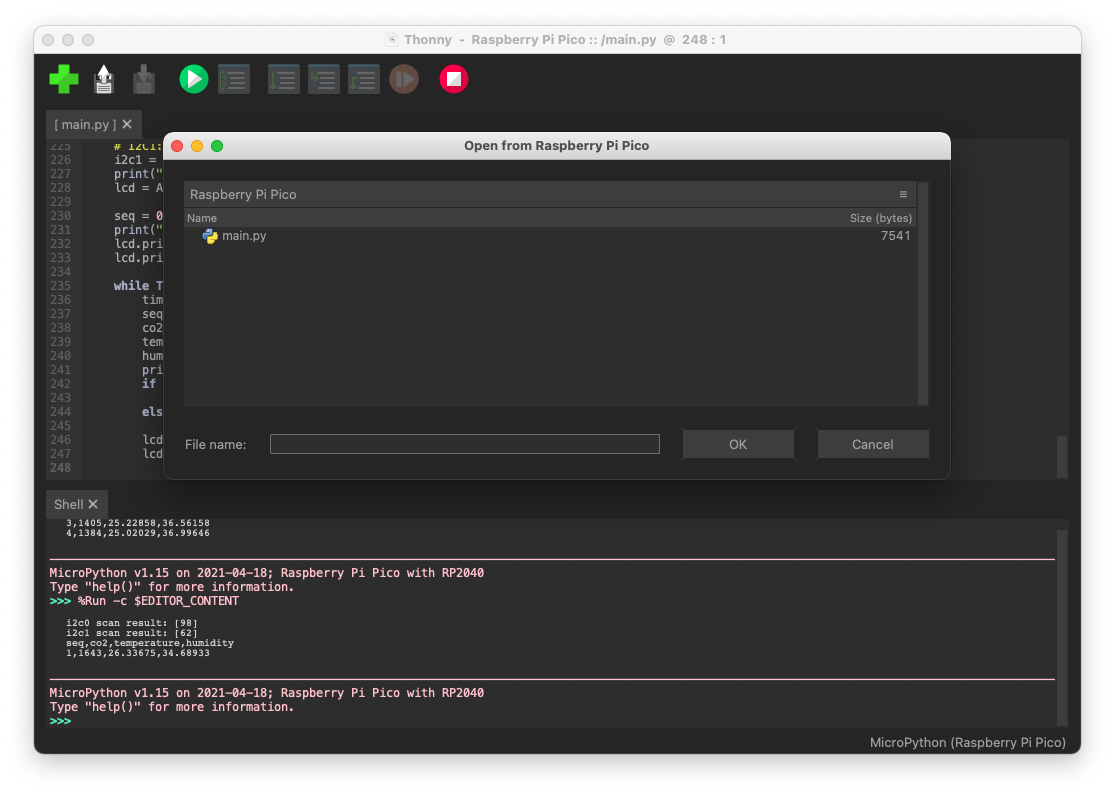 Thonny - Raspberry Pi Pico :: /main.py @ 248 : 1
[ main.py ] ✕
Open from Raspberry Pi Pico
Raspberry Pi Pico ≡
Name Size (bytes)
main.py 7541
File name:
OK Cancel
225 # I2C1:
226 i2c1 =
227 print("
228 lcd = A
229
230 seq = 0
231 print("
232 lcd.pri
233 lcd.pri
234
235 while T
236 tim
237 seq
238 co2
239 tem
240 hum
241 pri
242 if
243
244 els
245
246 lcd
247 lcd
248
Shell ✕
3,1405,25.22858,36.56158
4,1384,25.02029,36.99646
MicroPython v1.15 on 2021-04-18; Raspberry Pi Pico with RP2040
Type "help()" for more information.
>>> %Run -c $EDITOR_CONTENT
i2c0 scan result: [98]
i2c1 scan result: [62]
seq,co2,temperature,humidity
1,1643,26.33675,34.68933
MicroPython v1.15 on 2021-04-18; Raspberry Pi Pico with RP2040
Type "help()" for more information.
>>>
MicroPython (Raspberry Pi Pico)